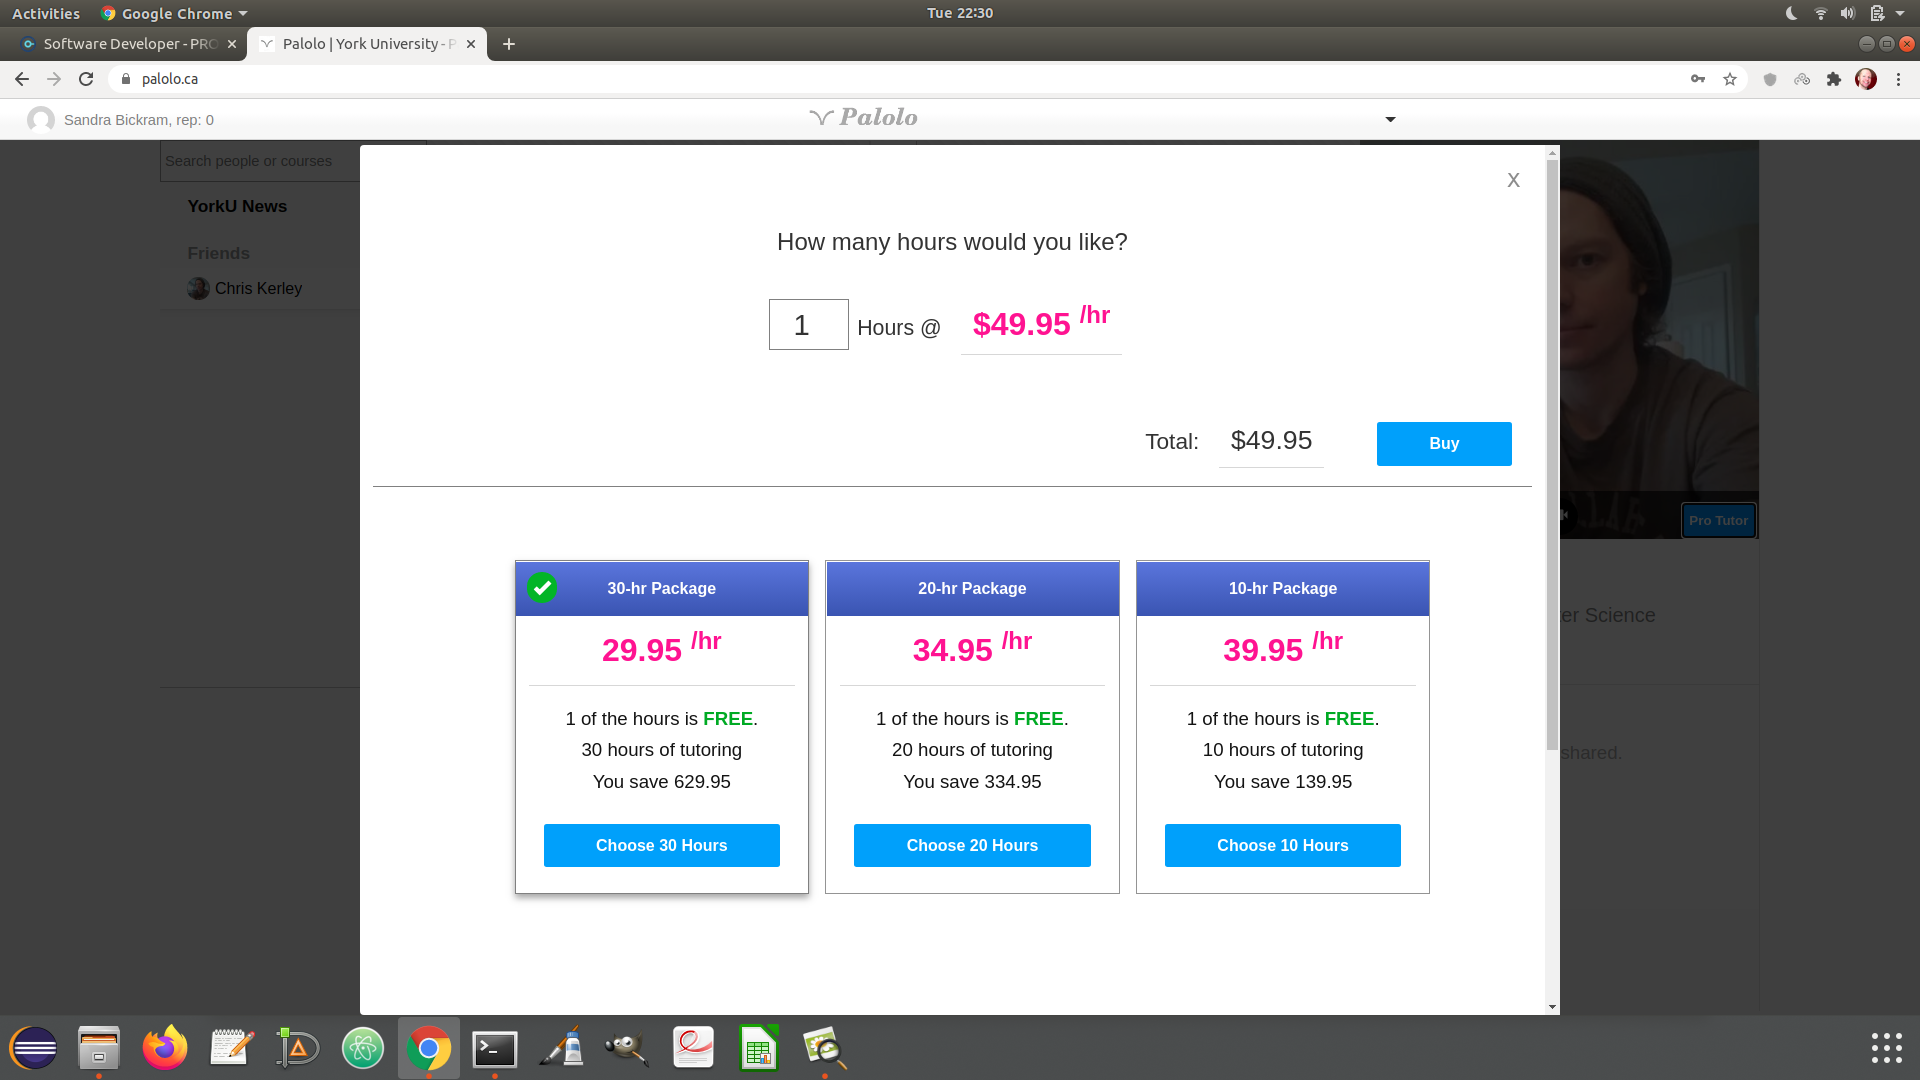 Activities
Google Chrome
Tue 22:30
Software Developer - PRO
Palolo | York University - P
palolo.ca
Sandra Bickram, rep: 0
Palolo
Search people or courses
YorkU News
Friends
Chris Kerley
X
How many hours would you like?
1 Hours @ $49.95 /hr
Total: $49.95 Buy
30-hr Package
29.95 /hr
1 of the hours is FREE.
30 hours of tutoring
You save 629.95
Choose 30 Hours
20-hr Package
34.95 /hr
1 of the hours is FREE.
20 hours of tutoring
You save 334.95
Choose 20 Hours
10-hr Package
39.95 /hr
1 of the hours is FREE.
10 hours of tutoring
You save 139.95
Choose 10 Hours
Pro Tutor
er Science
shared.